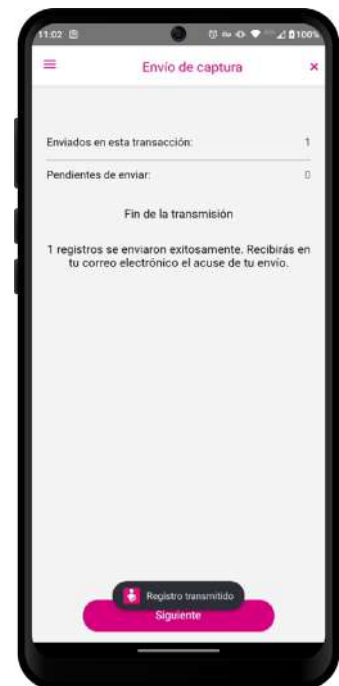 11:02
100%
Envío de captura
×
Enviados en esta transacción: 1
Pendientes de enviar: 0
Fin de la transmisión
1 registros se enviaron exitosamente. Recibirás en
tu correo electrónico el acuse de tu envío.
Registro transmitido
Siguiente